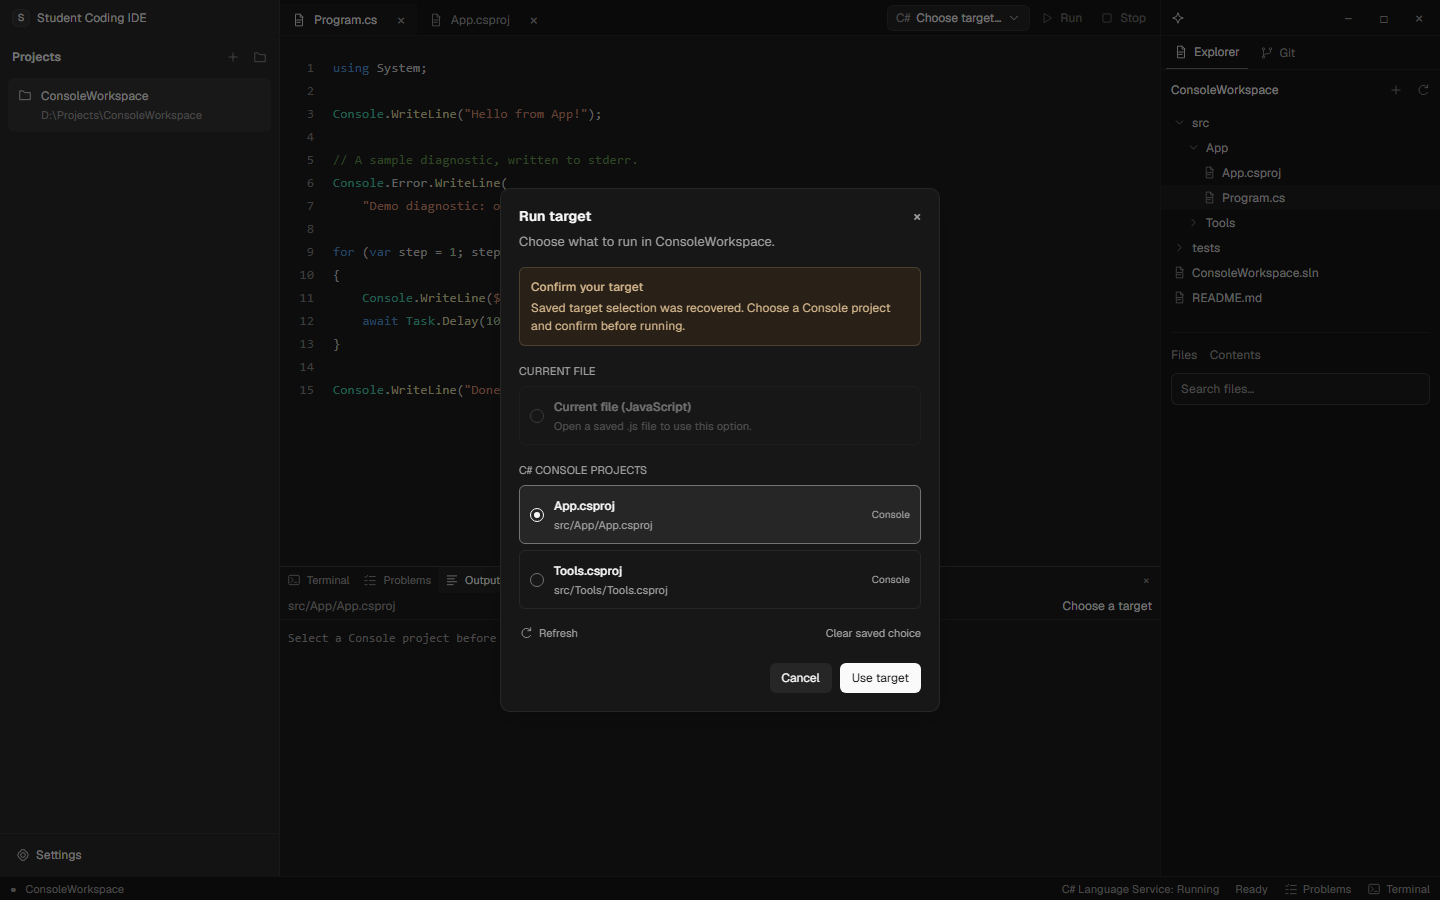 S Student Coding IDE
Program.cs ×
App.csproj ×
C# Choose target...
Run
Stop
Projects
ConsoleWorkspace
D:\Projects\ConsoleWorkspace
1 using System;
2
3 Console.WriteLine("Hello from App!");
4
5 // A sample diagnostic, written to stderr.
6 Console.Error.WriteLine(
7 "Demo diagnostic:
8
9 for (var step = 1; step
10 {
11 Console.WriteLine($
12 await Task.Delay(10
13 }
14
15 Console.WriteLine("Done
Run target
Choose what to run in ConsoleWorkspace.
Confirm your target
Saved target selection was recovered. Choose a Console project
and confirm before running.
CURRENT FILE
Current file (JavaScript)
Open a saved .js file to use this option.
C# CONSOLE PROJECTS
App.csproj
src/App/App.csproj
Console
Tools.csproj
src/Tools/Tools.csproj
Console
Refresh
Clear saved choice
Cancel
Use target
Terminal
Problems
Output
src/App/App.csproj
Choose a target
Select a Console project before
Explorer
Git
ConsoleWorkspace
src
App
App.csproj
Program.cs
Tools
tests
ConsoleWorkspace.sln
README.md
Files Contents
Search files...
Settings
ConsoleWorkspace
C# Language Service: Running
Ready
Problems
Terminal